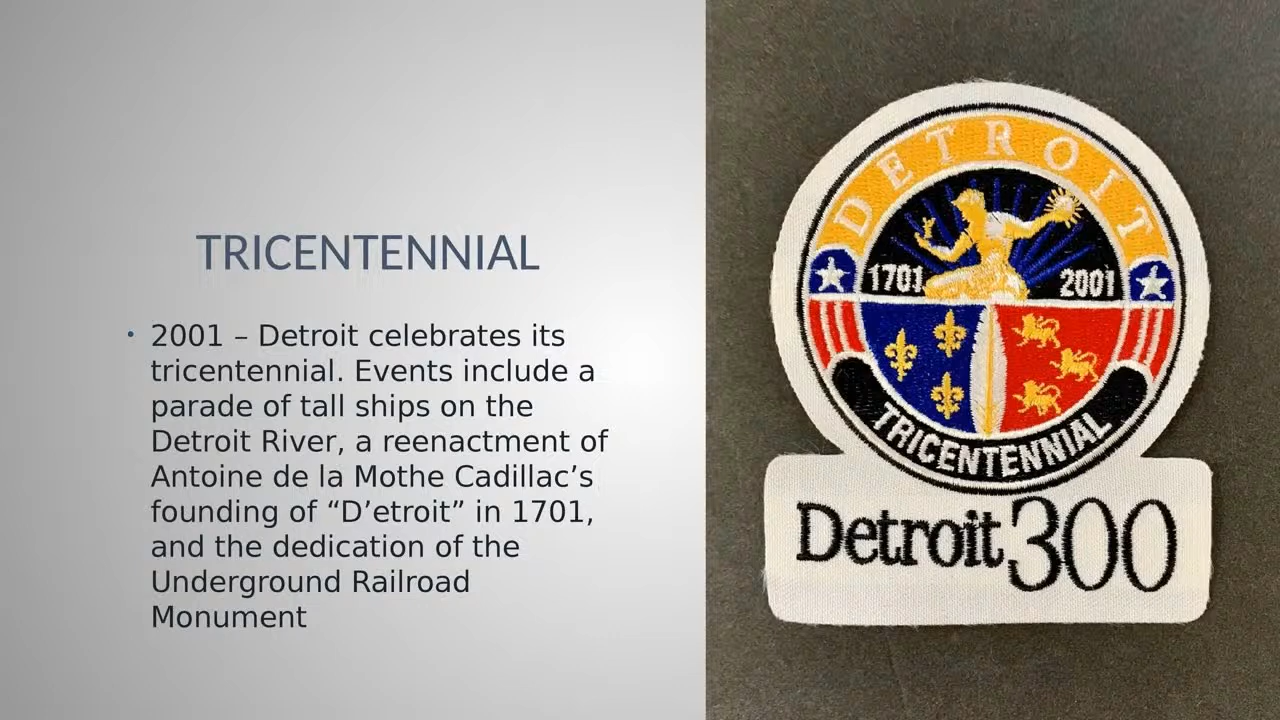 TRICENTENNIAL
• 2001 – Detroit celebrates its
tricentennial. Events include a
parade of tall ships on the
Detroit River, a reenactment of
Antoine de la Mothe Cadillac’s
founding of “D’etroit” in 1701,
and the dedication of the
Underground Railroad
Monument
DETROIT
1701 2001
TRICENTENNIAL
Detroit 300